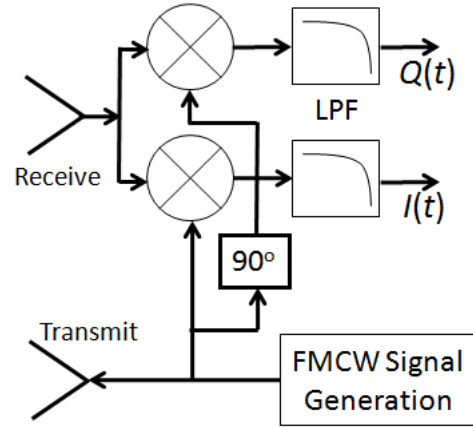 Q(t)
LPF
Receive
I(t)
90°
Transmit
FMCW Signal
Generation